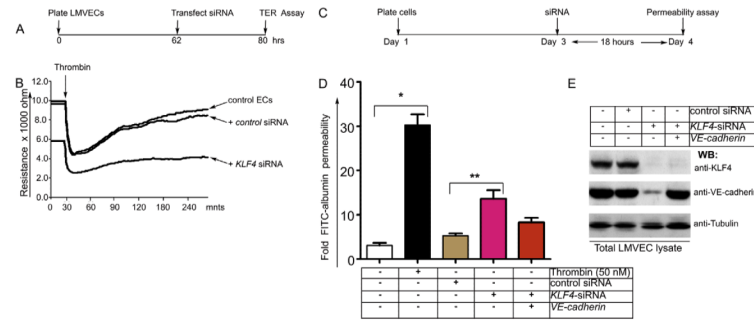 A
Plate LMVECs
Transfect siRNA
TER Assay
0
62
80 hrs
B
Thrombin
Resistance x 1000 ohm
12.0
10.0
8.0
6.0
4.0
2.0
0.0
0 30 60 90 120 150 180 240 mnts
control ECs
+ control siRNA
+ KLF4 siRNA
C
Plate cells
siRNA
Permeability assay
Day 1
Day 3
18 hours
Day 4
D
Fold FITC-albumin permeability
40
30
20
10
0
*
**
- + - - - Thrombin (50 nM)
- - + - - control siRNA
- - - + + KLF4-siRNA
- - - - + VE-cadherin
E
- + - - control siRNA
- - + + KLF4-siRNA
- - - + VE-cadherin
WB:
anti-KLF4
anti-VE-cadherin
anti-Tubulin
Total LMVEC lysate